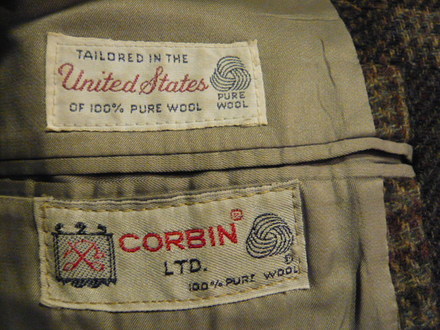 TAILORED IN THE
United States
OF 100% PURE WOOL
PURE
WOOL
CORBIN®
LTD.
100% PURE WOOL